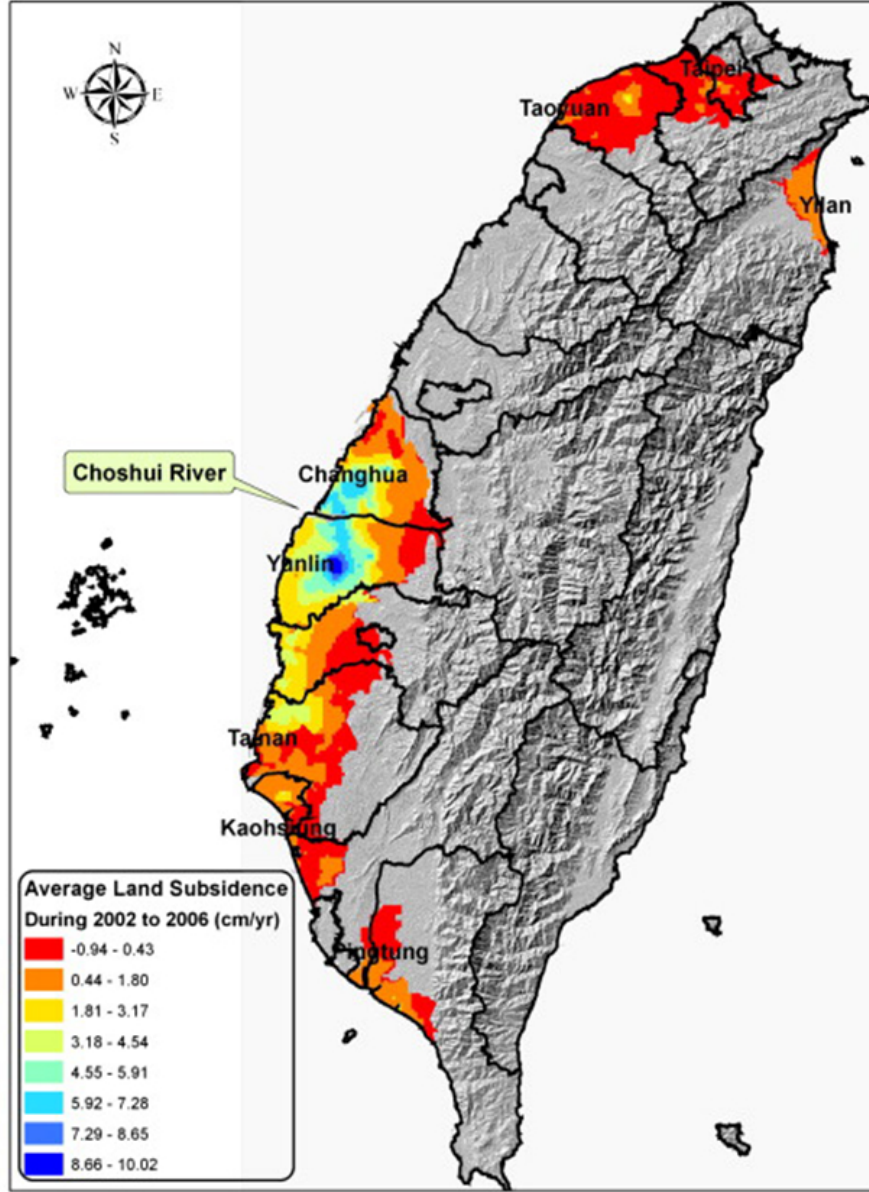 N
W E
S
Taipei
Taoyuan
Yilan
Changhua
Choshui River
Yunlin
Tainan
Kaohsiung
Pingtung
Average Land Subsidence
During 2002 to 2006 (cm/yr)
-0.94 - 0.43
0.44 - 1.80
1.81 - 3.17
3.18 - 4.54
4.55 - 5.91
5.92 - 7.28
7.29 - 8.65
8.66 - 10.02